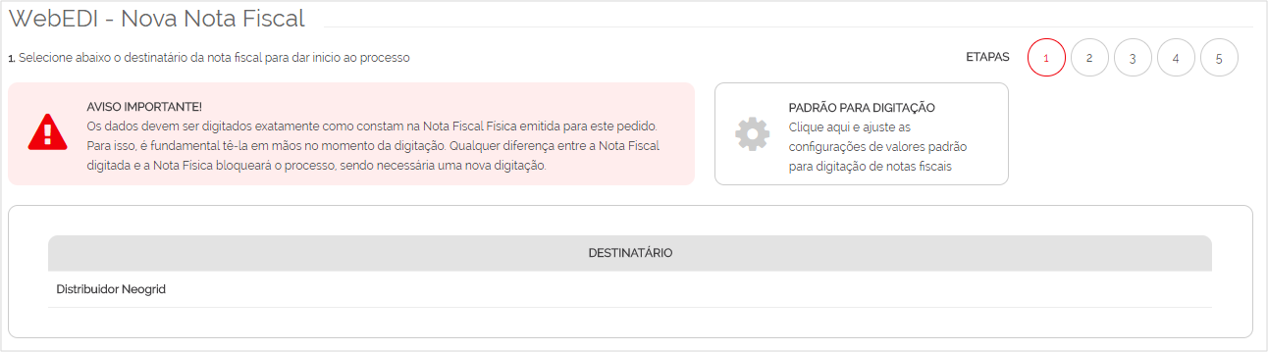 WebEDI - Nova Nota Fiscal
1. Selecione abaixo o destinatário da nota fiscal para dar inicio ao processo
ETAPAS 1 2 3 4 5
AVISO IMPORTANTE!
Os dados devem ser digitados exatamente como constam na Nota Fiscal Física emitida para este pedido.
Para isso, é fundamental tê-la em mãos no momento da digitação. Qualquer diferença entre a Nota Fiscal
digitada e a Nota Física bloqueará o processo, sendo necessária uma nova digitação.
PADRÃO PARA DIGITAÇÃO
Clique aqui e ajuste as
configurações de valores padrão
para digitação de notas fiscais
DESTINATÁRIO
Distribuidor Neogrid